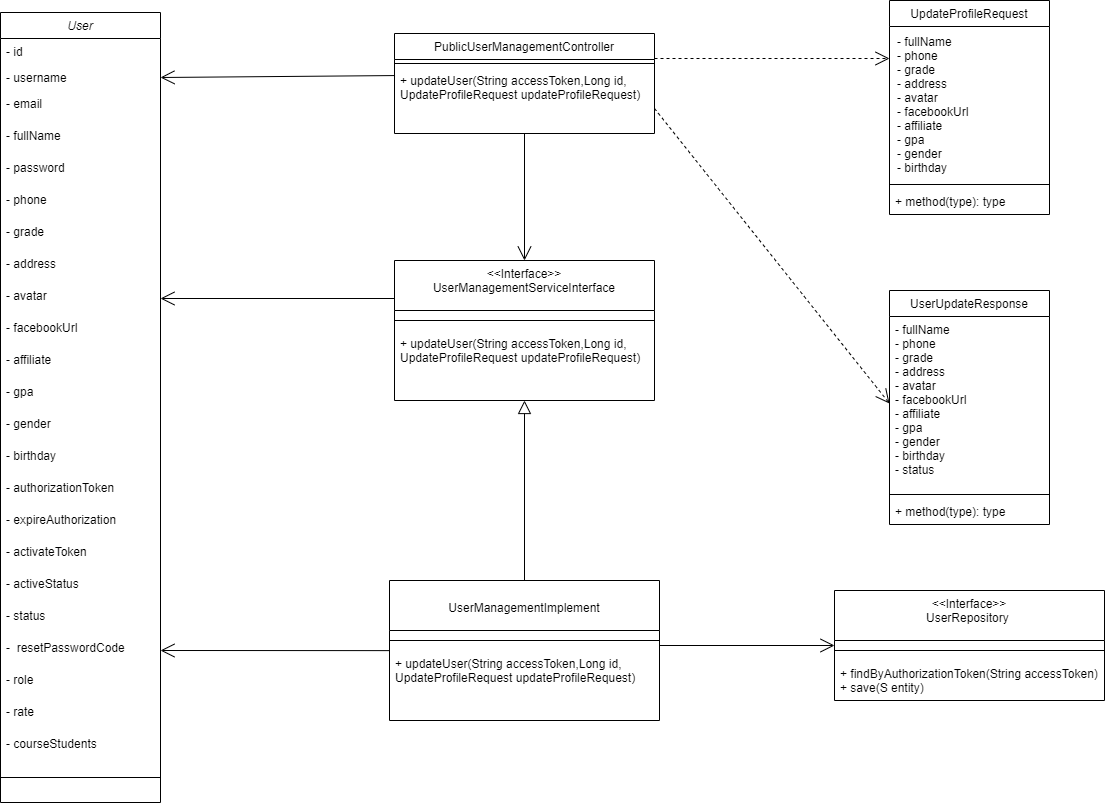 User
- id
- username
- email
- fullName
- password
- phone
- grade
- address
- avatar
- facebookUrl
- affiliate
- gpa
- gender
- birthday
- authorizationToken
- expireAuthorization
- activateToken
- activeStatus
- status
- resetPasswordCode
- role
- rate
- courseStudents
PublicUserManagementController
+ updateUser(String accessToken,Long id,
UpdateProfileRequest updateProfileRequest)
<<Interface>>
UserManagementServiceInterface
+ updateUser(String accessToken,Long id,
UpdateProfileRequest updateProfileRequest)
UserManagementImplement
+ updateUser(String accessToken,Long id,
UpdateProfileRequest updateProfileRequest)
UpdateProfileRequest
- fullName
- phone
- grade
- address
- avatar
- facebookUrl
- affiliate
- gpa
- gender
- birthday
+ method(type): type
UserUpdateResponse
- fullName
- phone
- grade
- address
- avatar
- facebookUrl
- affiliate
- gpa
- gender
- birthday
- status
+ method(type): type
<<Interface>>
UserRepository
+ findByAuthorizationToken(String accessToken)
+ save(S entity)